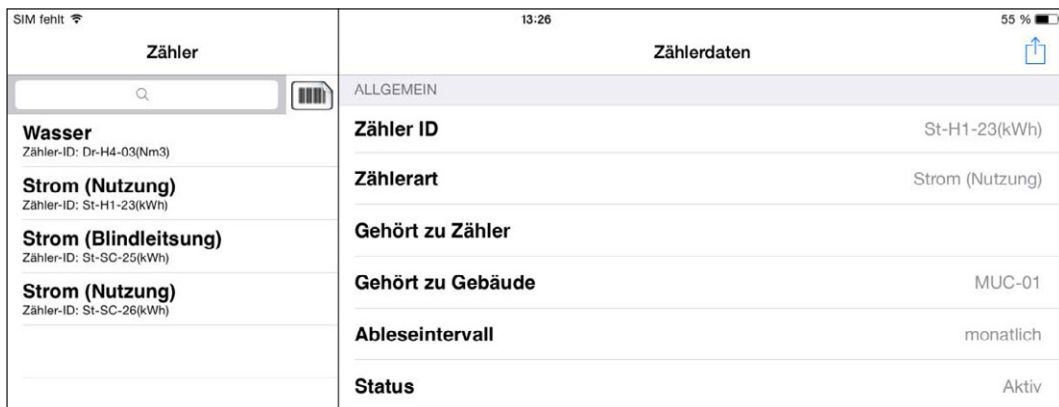 SIM fehlt
13:26
55 %
Zähler
Zählerdaten
Wasser
Zähler-ID: Dr-H4-03(Nm3)
Strom (Nutzung)
Zähler-ID: St-H1-23(kWh)
Strom (Blindleitsung)
Zähler-ID: St-SC-25(kWh)
Strom (Nutzung)
Zähler-ID: St-SC-26(kWh)
ALLGEMEIN
Zähler ID St-H1-23(kWh)
Zählerart Strom (Nutzung)
Gehört zu Zähler
Gehört zu Gebäude MUC-01
Ableseintervall monatlich
Status Aktiv